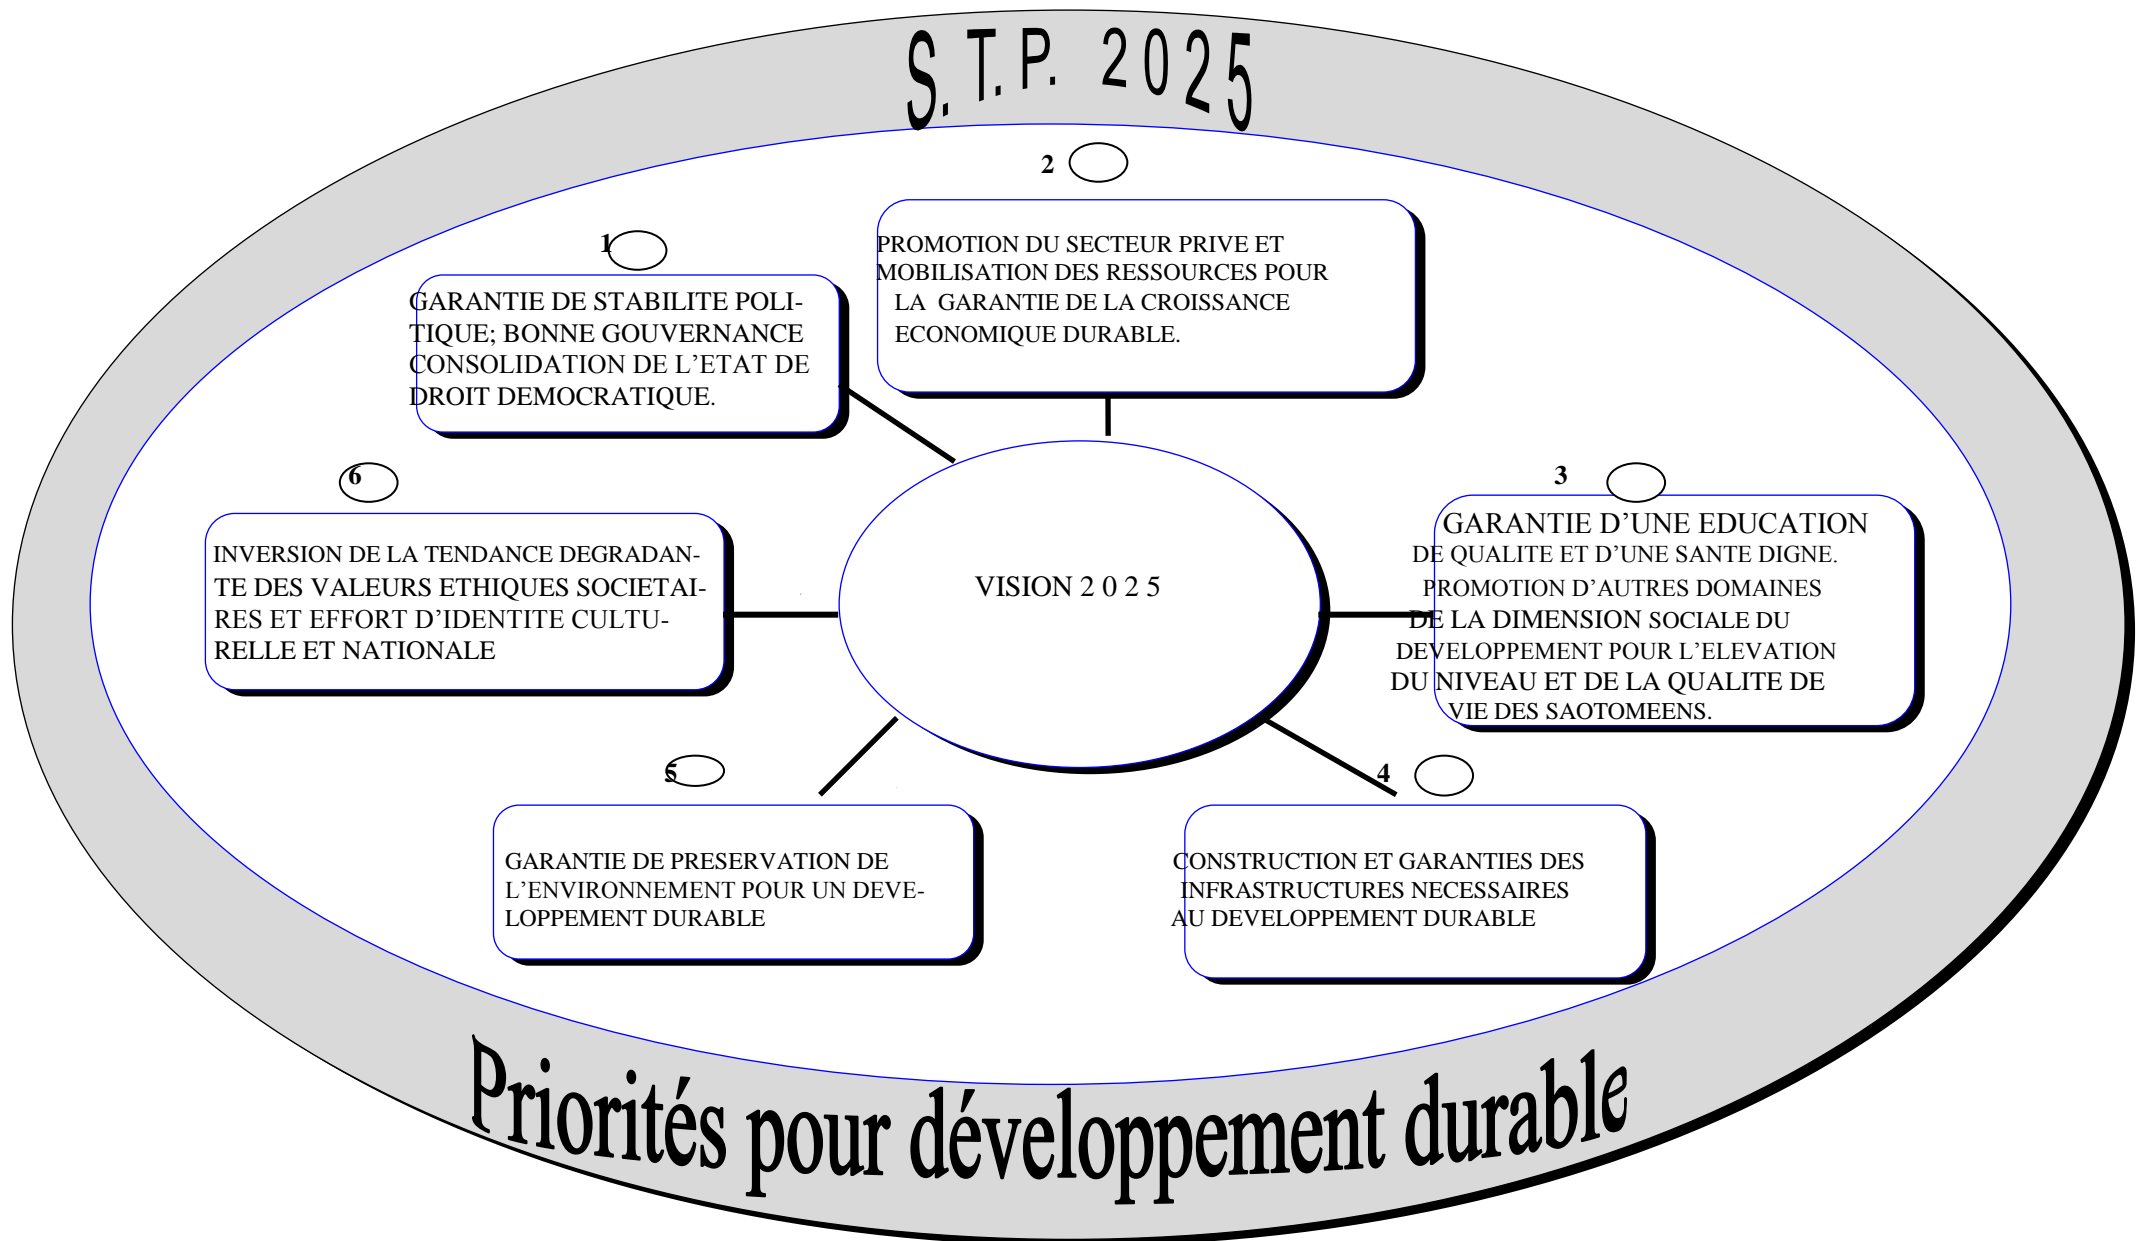 S. T. P. 2025
1
GARANTIE DE STABILITE POLI-
TIQUE; BONNE GOUVERNANCE
CONSOLIDATION DE L’ETAT DE
DROIT DEMOCRATIQUE.
2
PROMOTION DU SECTEUR PRIVE ET
MOBILISATION DES RESSOURCES POUR
LA GARANTIE DE LA CROISSANCE
ECONOMIQUE DURABLE.
3
GARANTIE D’UNE EDUCATION
DE QUALITE ET D’UNE SANTE DIGNE.
PROMOTION D’AUTRES DOMAINES
DE LA DIMENSION SOCIALE DU
DEVELOPPEMENT POUR L’ELEVATION
DU NIVEAU ET DE LA QUALITE DE
VIE DES SAOTOMEENS.
6
INVERSION DE LA TENDANCE DEGRADAN-
TE DES VALEURS ETHIQUES SOCIETAI-
RES ET EFFORT D’IDENTITE CULTU-
RELLE ET NATIONALE
VISION 2 0 2 5
5
GARANTIE DE PRESERVATION DE
L’ENVIRONNEMENT POUR UN DEVE-
LOPPEMENT DURABLE
4
CONSTRUCTION ET GARANTIES DES
INFRASTRUCTURES NECESSAIRES
AU DEVELOPPEMENT DURABLE
Priorités pour développement durable